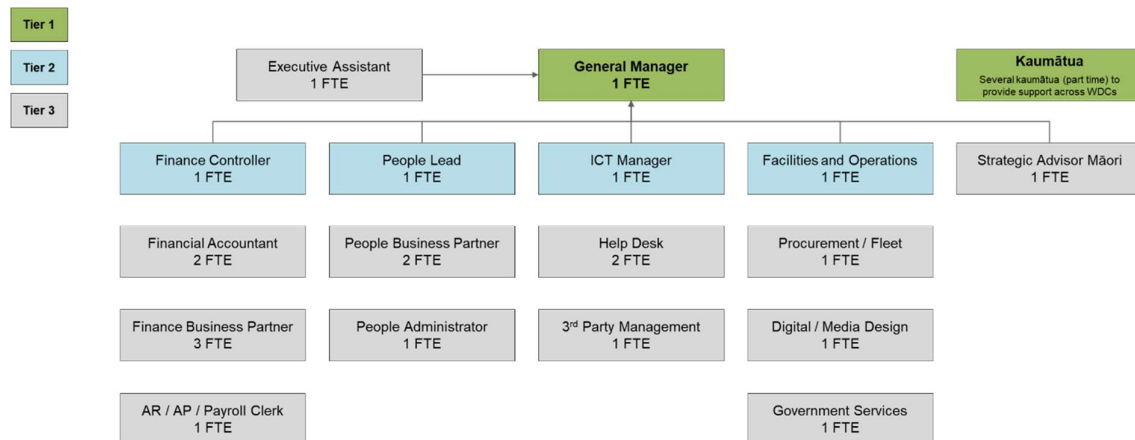 Tier 1
Tier 2
Tier 3
Executive Assistant
1 FTE
General Manager
1 FTE
Kaumātua
Several kaumātua (part time) to
provide support across WDCs
Finance Controller
1 FTE
People Lead
1 FTE
ICT Manager
1 FTE
Facilities and Operations
1 FTE
Strategic Advisor Māori
1 FTE
Financial Accountant
2 FTE
People Business Partner
2 FTE
Help Desk
2 FTE
Procurement / Fleet
1 FTE
Finance Business Partner
3 FTE
People Administrator
1 FTE
3rd Party Management
1 FTE
Digital / Media Design
1 FTE
AR / AP / Payroll Clerk
1 FTE
Government Services
1 FTE